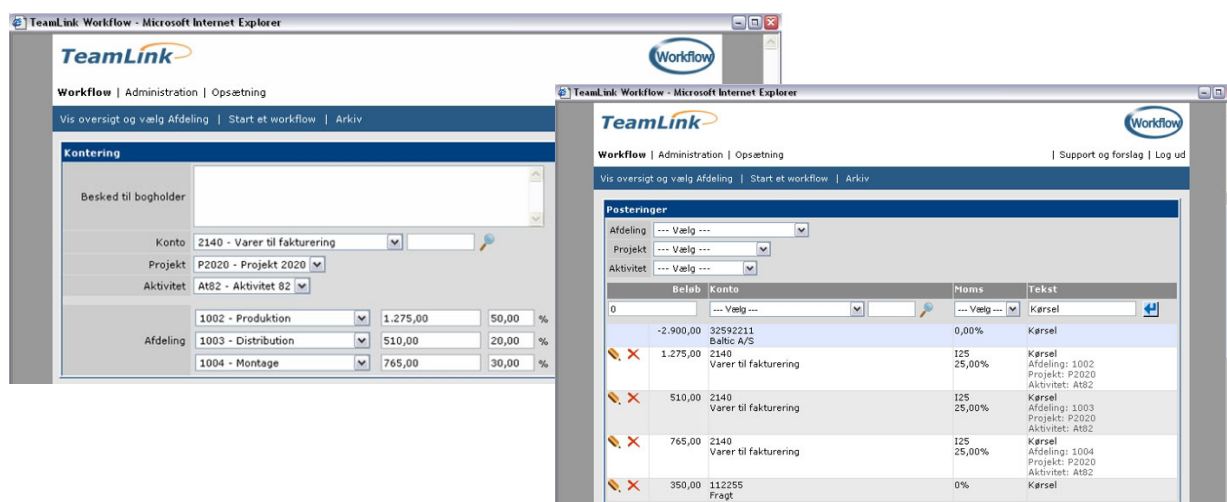 TeamLink Workflow - Microsoft Internet Explorer
TeamLink
Workflow
Workflow | Administration | Opsætning
Vis oversigt og vælg Afdeling | Start et workflow | Arkiv
Kontering
Besked til bogholder
Konto 2140 - Varer til fakturering
Projekt P2020 - Projekt 2020
Aktivitet At82 - Aktivitet 82
1002 - Produktion 1.275,00 50,00 %
Afdeling 1003 - Distribution 510,00 20,00 %
1004 - Montage 765,00 30,00 %
TeamLink Workflow - Microsoft Internet Explorer
TeamLink
Workflow
Workflow | Administration | Opsætning | Support og forslag | Log ud
Vis oversigt og vælg Afdeling | Start et workflow | Arkiv
Posteringer
Afdeling --- Vælg ---
Projekt --- Vælg ---
Aktivitet --- Vælg ---
Beløb Konto Moms Tekst
0 --- Vælg --- --- Vælg --- Kørsel
-2.900,00 32592211 0,00% Kørsel
Baltic A/S
1.275,00 2140 I25 Kørsel
Varer til fakturering 25,00% Afdeling: 1002
Projekt: P2020
Aktivitet: At82
510,00 2140 I25 Kørsel
Varer til fakturering 25,00% Afdeling: 1003
Projekt: P2020
Aktivitet: At82
765,00 2140 I25 Kørsel
Varer til fakturering 25,00% Afdeling: 1004
Projekt: P2020
Aktivitet: At82
350,00 112255 0% Kørsel
Fragt